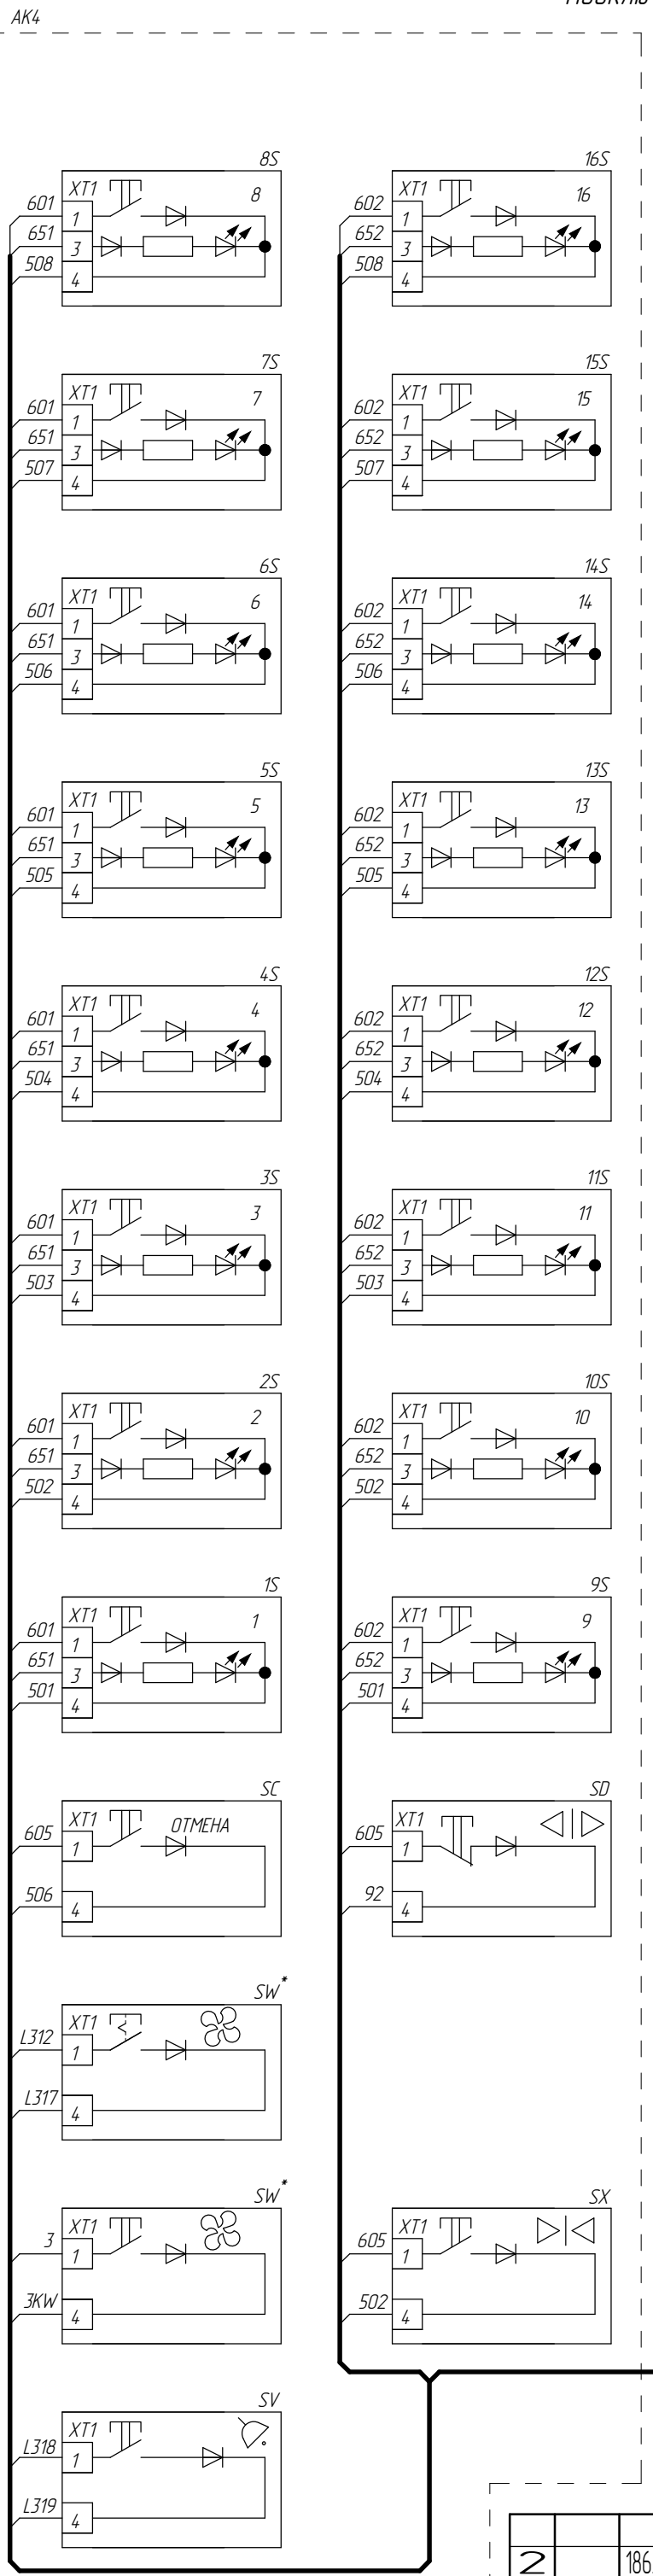 AK4
8S
XT1 8
601 1
651 3
508 4
16S
XT1 16
602 1
652 3
508 4
7S
XT1 7
601 1
651 3
507 4
15S
XT1 15
602 1
652 3
507 4
6S
XT1 6
601 1
651 3
506 4
14S
XT1 14
602 1
652 3
506 4
5S
XT1 5
601 1
651 3
505 4
13S
XT1 13
602 1
652 3
505 4
4S
XT1 4
601 1
651 3
504 4
12S
XT1 12
602 1
652 3
504 4
3S
XT1 3
601 1
651 3
503 4
11S
XT1 11
602 1
652 3
503 4
2S
XT1 2
601 1
651 3
502 4
10S
XT1 10
602 1
652 3
502 4
1S
XT1 1
601 1
651 3
501 4
9S
XT1 9
602 1
652 3
501 4
SC
XT1 ОТМЕНА
605 1
506 4
SD
XT1
605 1
92 4
SW*
XT1
L312 1
L317 4
SW*
XT1
3 1
3KW 4
SX
XT1
605 1
502 4
SV
XT1
L318 1
L319 4
2 186